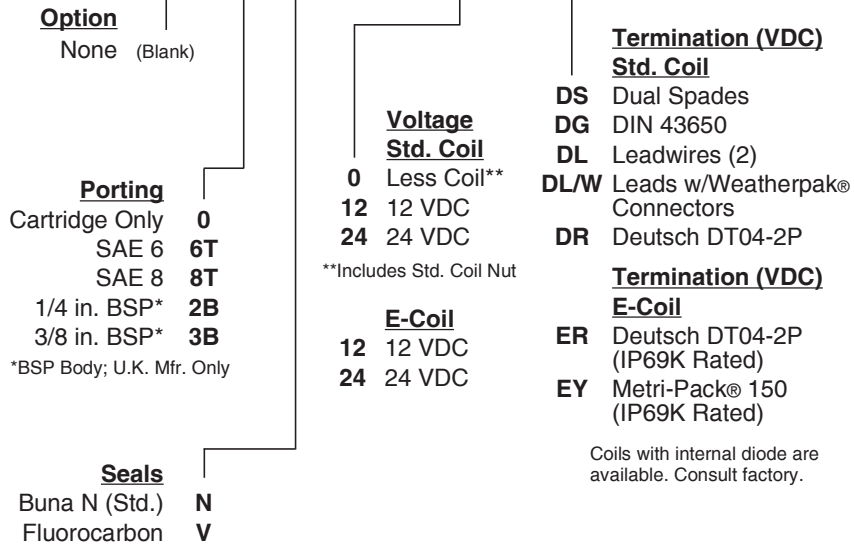 Option
None (Blank)
Porting
Cartridge Only 0
SAE 6 6T
SAE 8 8T
1/4 in. BSP* 2B
3/8 in. BSP* 3B
*BSP Body; U.K. Mfr. Only
Seals
Buna N (Std.) N
Fluorocarbon V
Voltage
Std. Coil
0 Less Coil**
12 12 VDC
24 24 VDC
**Includes Std. Coil Nut
E-Coil
12 12 VDC
24 24 VDC
Termination (VDC)
Std. Coil
DS Dual Spades
DG DIN 43650
DL Leadwires (2)
DL/W Leads w/Weatherpak®
Connectors
DR Deutsch DT04-2P
Termination (VDC)
E-Coil
ER Deutsch DT04-2P
(IP69K Rated)
EY Metri-Pack® 150
(IP69K Rated)
Coils with internal diode are
available. Consult factory.